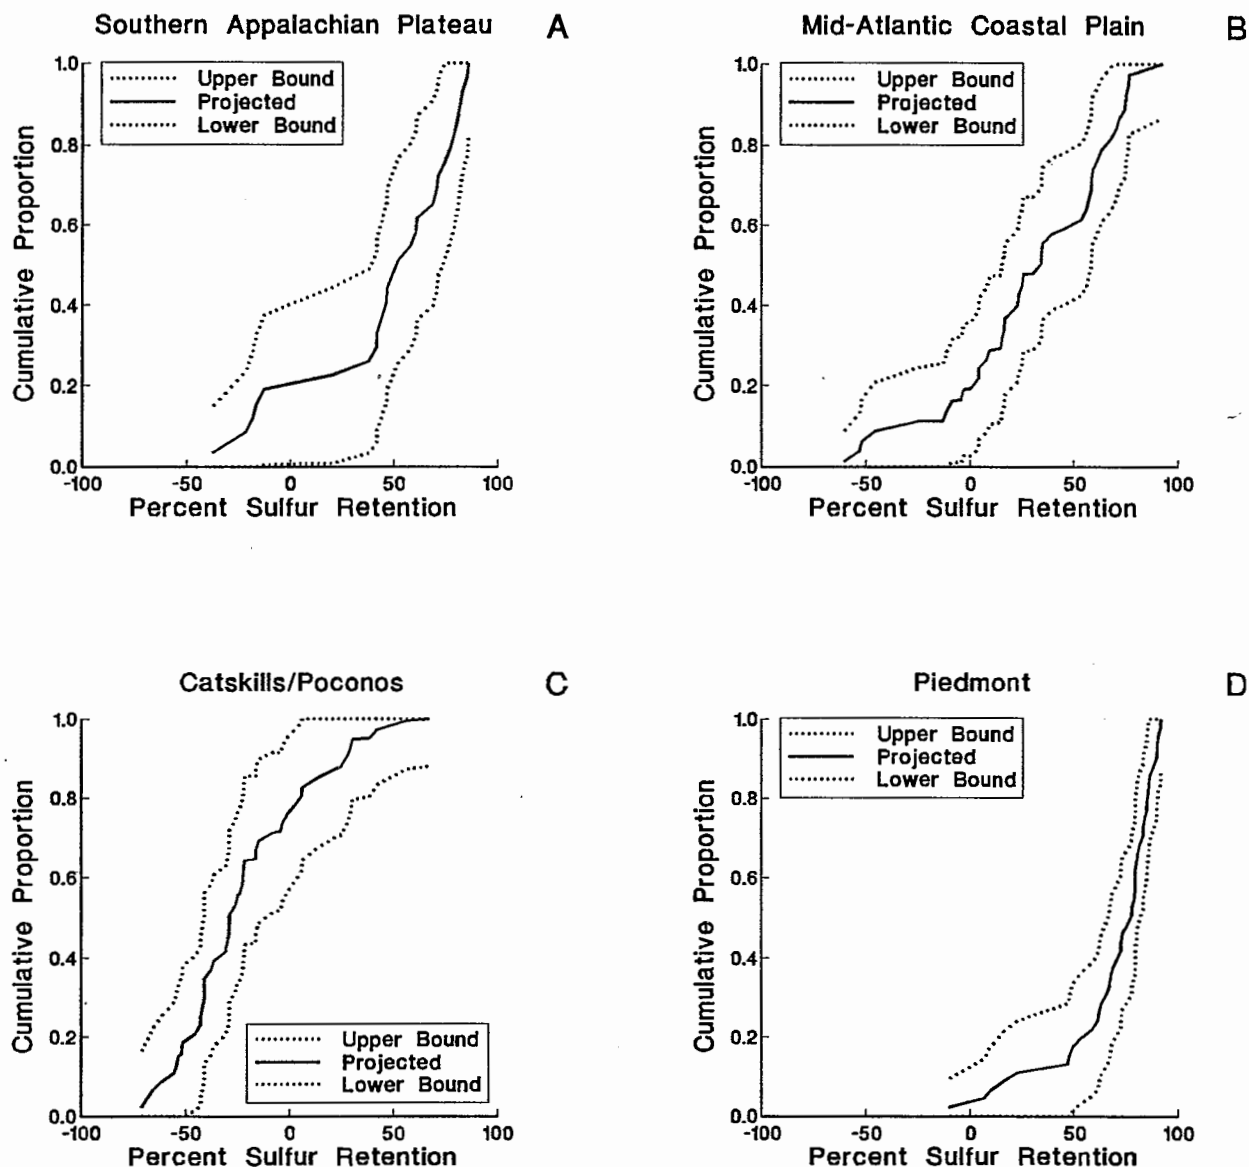 Southern Appalachian Plateau A
Upper Bound
Projected
Lower Bound
1.0
0.8
0.6
0.4
0.2
0.0
Cumulative Proportion
-100 -50 0 50 100
Percent Sulfur Retention
Mid-Atlantic Coastal Plain B
Upper Bound
Projected
Lower Bound
1.0
0.8
0.6
0.4
0.2
0.0
Cumulative Proportion
-100 -50 0 50 100
Percent Sulfur Retention
Catskills/Poconos C
1.0
0.8
0.6
0.4
0.2
0.0
Cumulative Proportion
Upper Bound
Projected
Lower Bound
-100 -50 0 50 100
Percent Sulfur Retention
Piedmont D
Upper Bound
Projected
Lower Bound
1.0
0.8
0.6
0.4
0.2
0.0
Cumulative Proportion
-100 -50 0 50 100
Percent Sulfur Retention